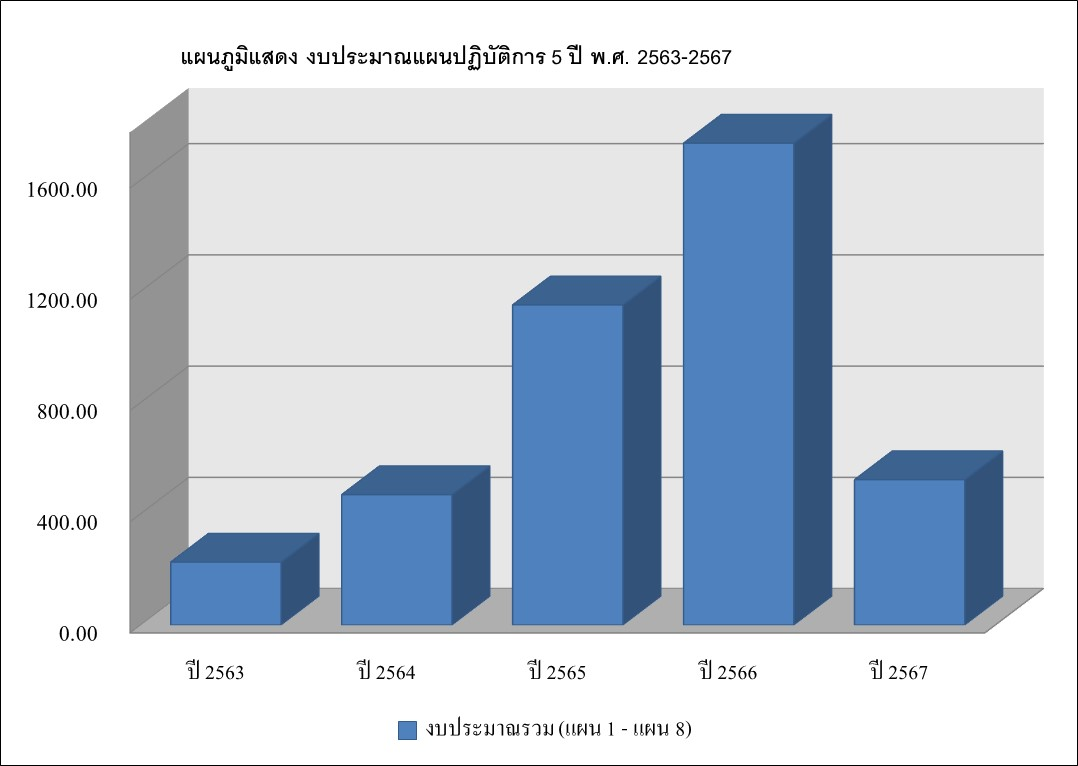 แผนภูมิแสดง งบประมาณแผนปฏิบัติการ 5 ปี พ.ศ. 2563-2567
1600.00
1200.00
800.00
400.00
0.00
ปี 2563 ปี 2564 ปี 2565 ปี 2566 ปี 2567
งบประมาณรวม (แผน 1 - แผน 8)